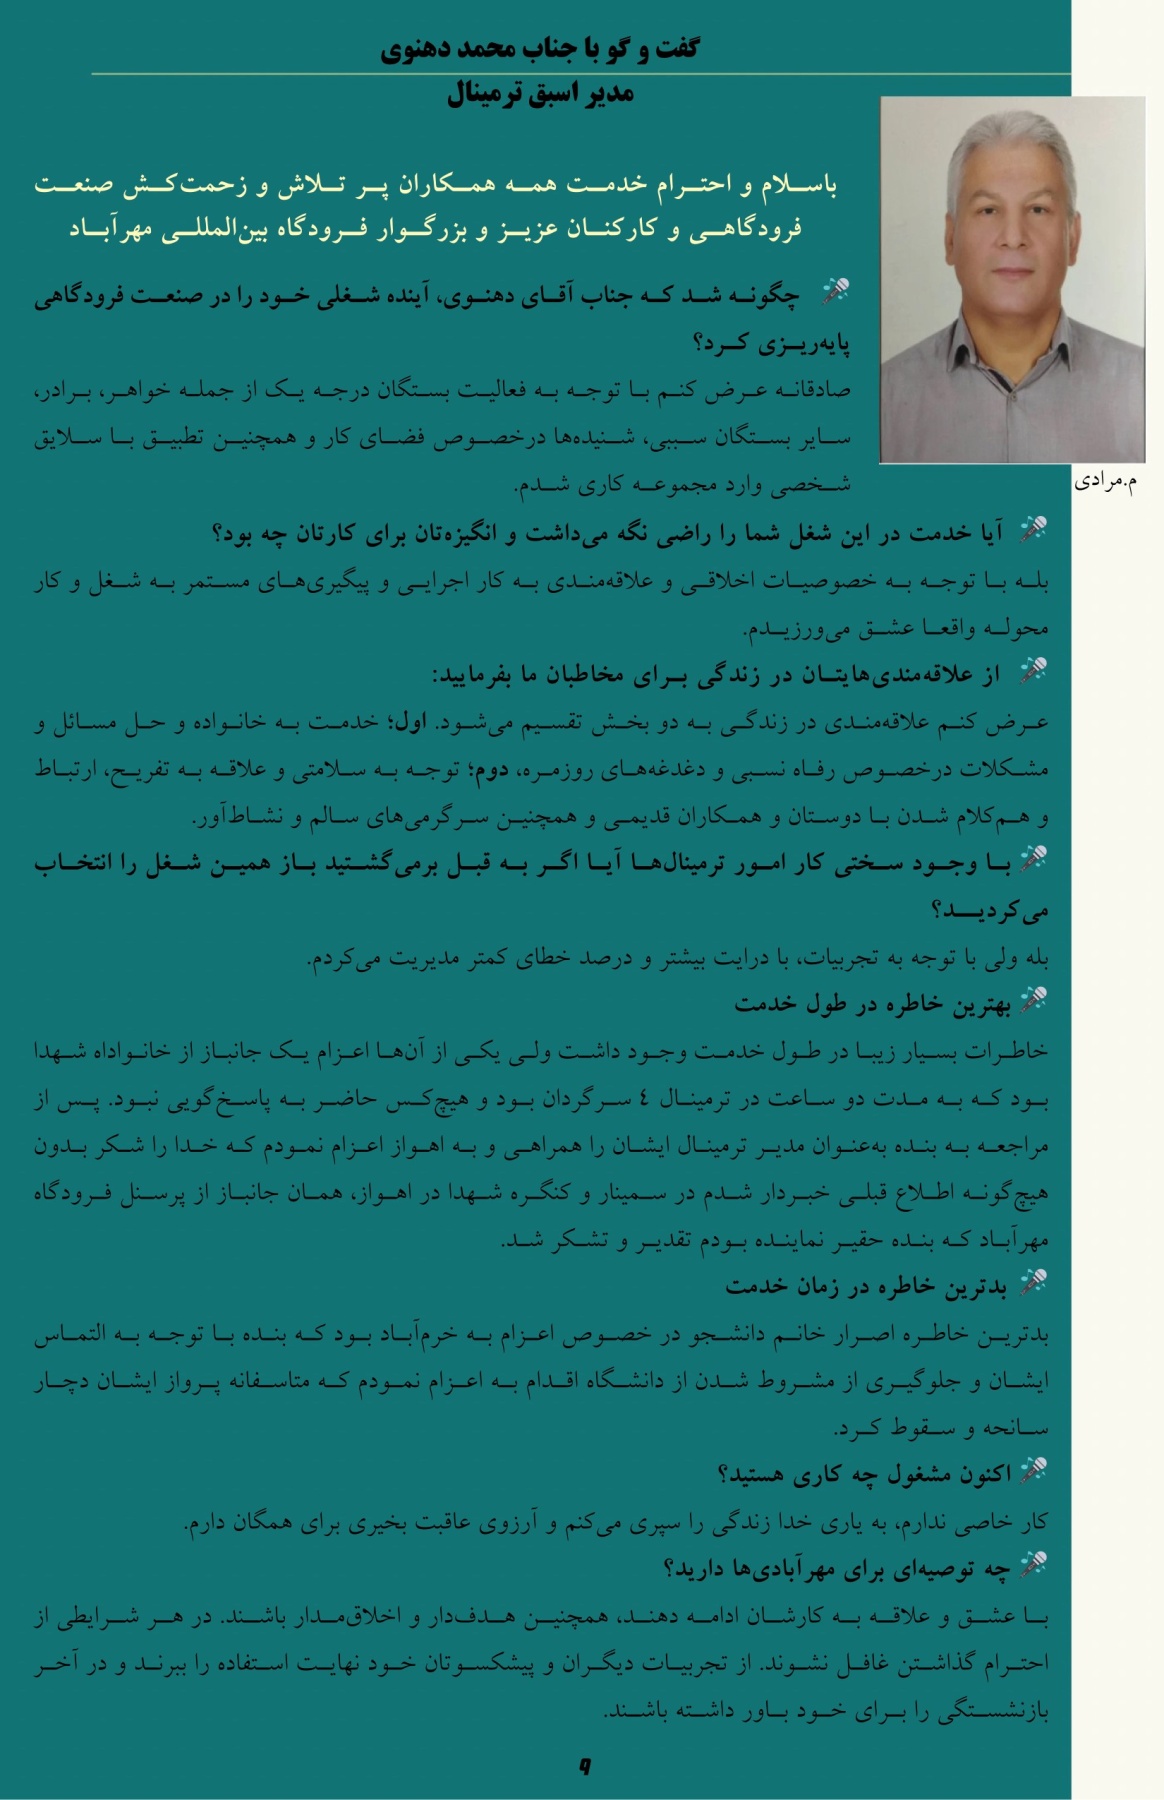 گفت و گو با جناب محمد دهنوی
مدیر اسبق ترمینال
باسلام و احترام خدمت همه همکاران پر تلاش و زحمت‌کش صنعت
فرودگاهی و کارکنان عزیز و بزرگوار فرودگاه بین‌المللی مهرآباد
چگونه شد که جناب آقای دهنوی، آینده شغلی خود را در صنعت فرودگاهی
پایه‌ریزی کرد؟
صادقانه عرض کنم با توجه به فعالیت بستگان درجه یک از جمله خواهر، برادر،
سایر بستگان سببی، شنیده‌ها درخصوص فضای کار و همچنین تطبیق با سلایق
شخصی وارد مجموعه کاری شدم.
م.مرادی
آیا خدمت در این شغل شما را راضی نگه می‌داشت و انگیزه‌تان برای کارتان چه بود؟
بله با توجه به خصوصیات اخلاقی و علاقه‌مندی به کار اجرایی و پیگیری‌های مستمر به شغل و کار
محوله واقعا عشق می‌ورزیدم.
از علاقه‌مندی‌هایتان در زندگی برای مخاطبان ما بفرمایید:
عرض کنم علاقه‌مندی در زندگی به دو بخش تقسیم می‌شود. اول؛ خدمت به خانواده و حل مسائل و
مشکلات درخصوص رفاه نسبی و دغدغه‌های روزمره، دوم؛ توجه به سلامتی و علاقه به تفریح، ارتباط
و هم‌کلام شدن با دوستان و همکاران قدیمی و همچنین سرگرمی‌های سالم و نشاط‌آور.
با وجود سختی کار امور ترمینال‌ها آیا اگر به قبل برمی‌گشتید باز همین شغل را انتخاب
می‌کردید؟
بله ولی با توجه به تجربیات، با درایت بیشتر و درصد خطای کمتر مدیریت می‌کردم.
بهترین خاطره در طول خدمت
خاطرات بسیار زیبا در طول خدمت وجود داشت ولی یکی از آن‌ها اعزام یک جانباز از خانواداه شهدا
بود که به مدت دو ساعت در ترمینال ٤ سرگردان بود و هیچ‌کس حاضر به پاسخ‌گویی نبود. پس از
مراجعه به بنده به‌عنوان مدیر ترمینال ایشان را همراهی و به اهواز اعزام نمودم که خدا را شکر بدون
هیچ‌گونه اطلاع قبلی خبردار شدم در سمینار و کنگره شهدا در اهواز، همان جانباز از پرسنل فرودگاه
مهرآباد که بنده حقیر نماینده بودم تقدیر و تشکر شد.
بدترین خاطره در زمان خدمت
بدترین خاطره اصرار خانم دانشجو در خصوص اعزام به خرم‌آباد بود که بنده با توجه به التماس
ایشان و جلوگیری از مشروط شدن از دانشگاه اقدام به اعزام نمودم که متاسفانه پرواز ایشان دچار
سانحه و سقوط کرد.
اکنون مشغول چه کاری هستید؟
کار خاصی ندارم، به یاری خدا زندگی را سپری می‌کنم و آرزوی عاقبت بخیری برای همگان دارم.
چه توصیه‌ای برای مهرآبادی‌ها دارید؟
با عشق و علاقه به کارشان ادامه دهند، همچنین هدف‌دار و اخلاق‌مدار باشند. در هر شرایطی از
احترام گذاشتن غافل نشوند. از تجربیات دیگران و پیشکسوتان خود نهایت استفاده را ببرند و در آخر
بازنشستگی را برای خود باور داشته باشند.
۹